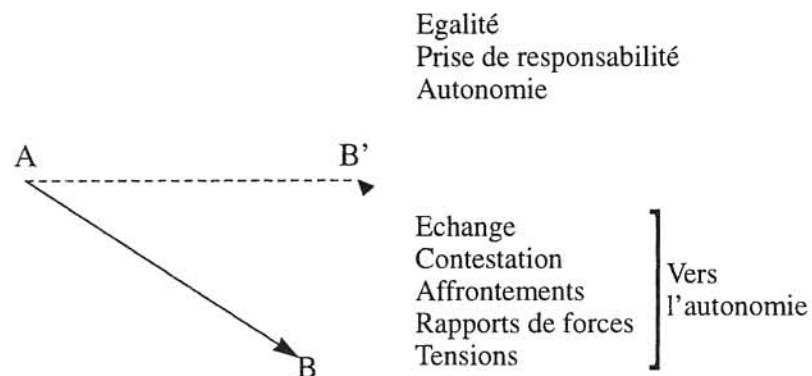 Egalité
Prise de responsabilité
Autonomie
A
B'
Echange
Contestation
Affrontements
Rapports de forces
Tensions
Vers
l'autonomie
B